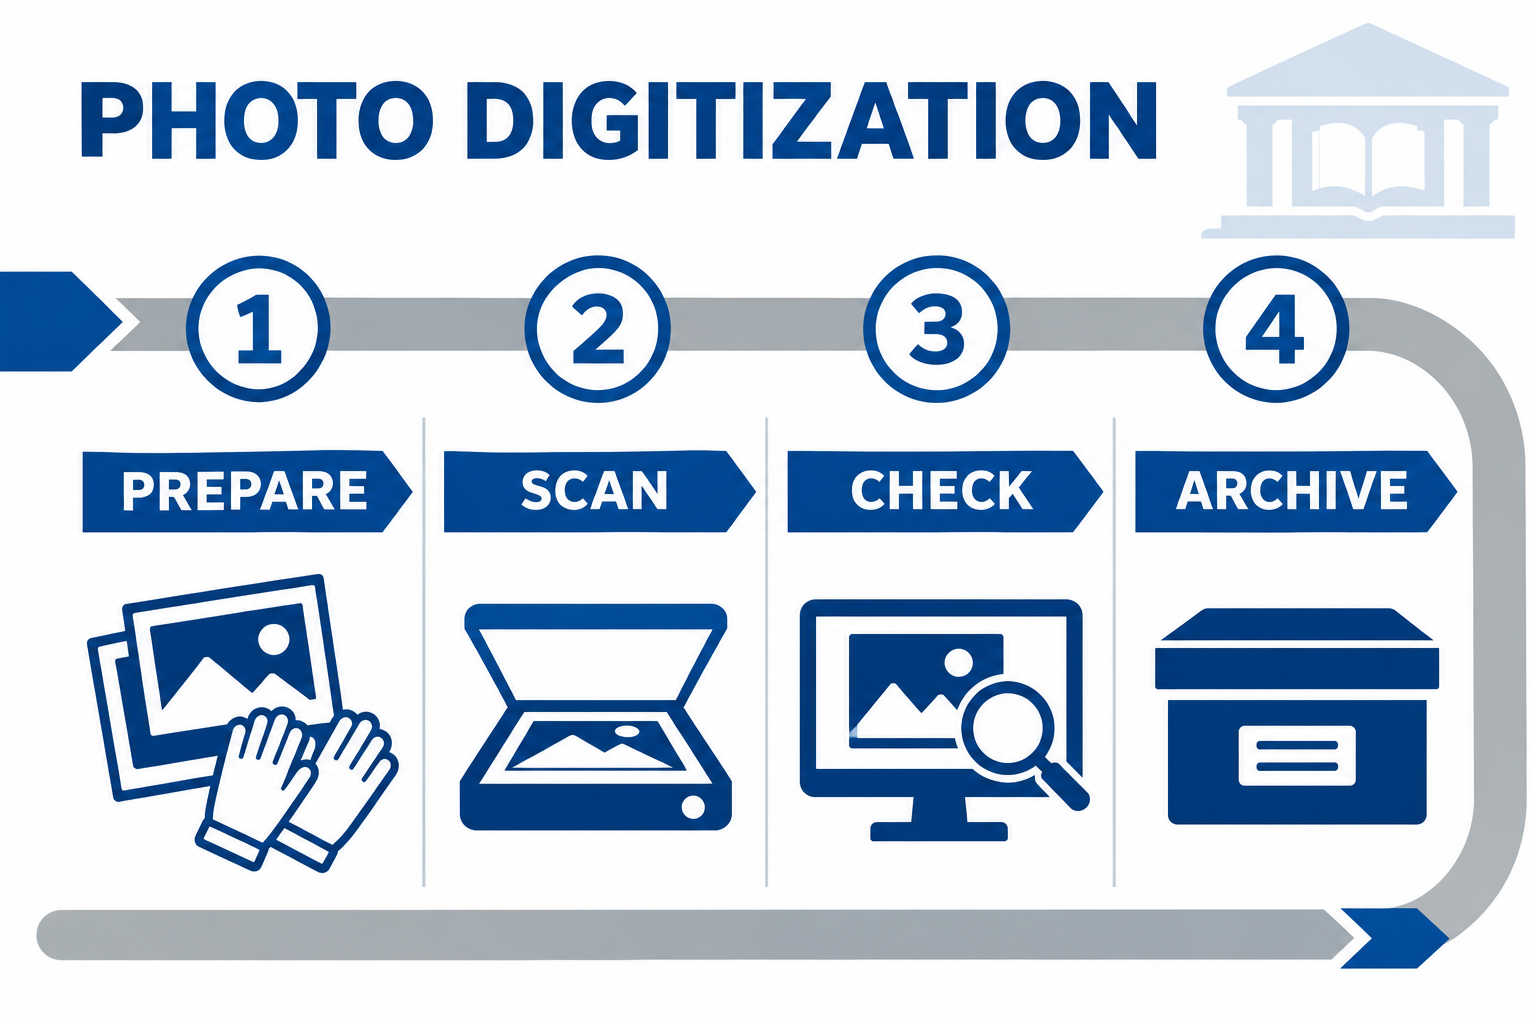 PHOTO DIGITIZATION
1
2
3
4
PREPARE
SCAN
CHECK
ARCHIVE